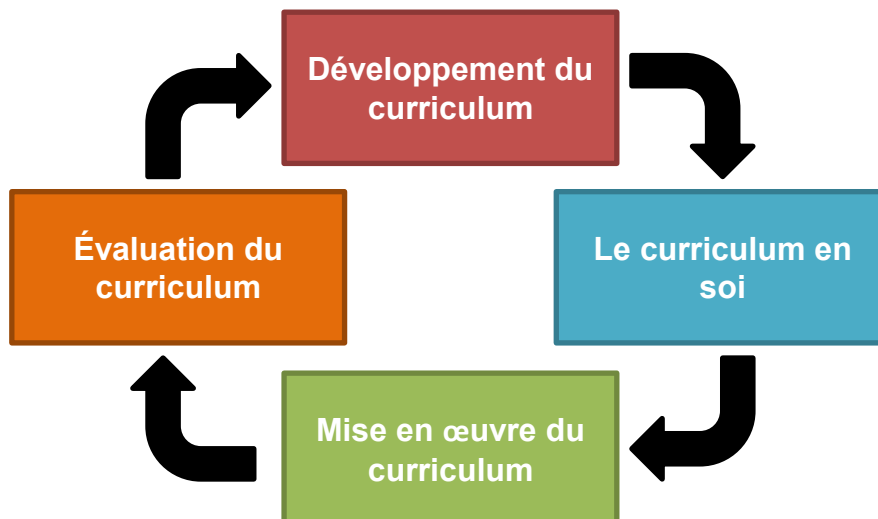 Développement du
curriculum
Le curriculum en
soi
Mise en œuvre du
curriculum
Évaluation du
curriculum